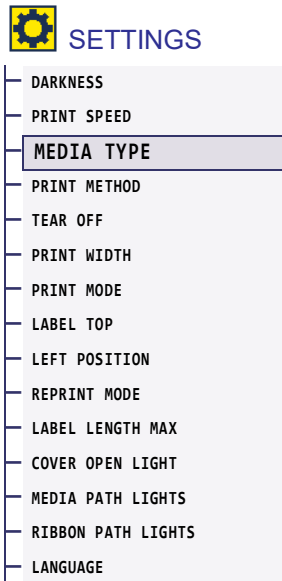 SETTINGS
DARKNESS
PRINT SPEED
MEDIA TYPE
PRINT METHOD
TEAR OFF
PRINT WIDTH
PRINT MODE
LABEL TOP
LEFT POSITION
REPRINT MODE
LABEL LENGTH MAX
COVER OPEN LIGHT
MEDIA PATH LIGHTS
RIBBON PATH LIGHTS
LANGUAGE